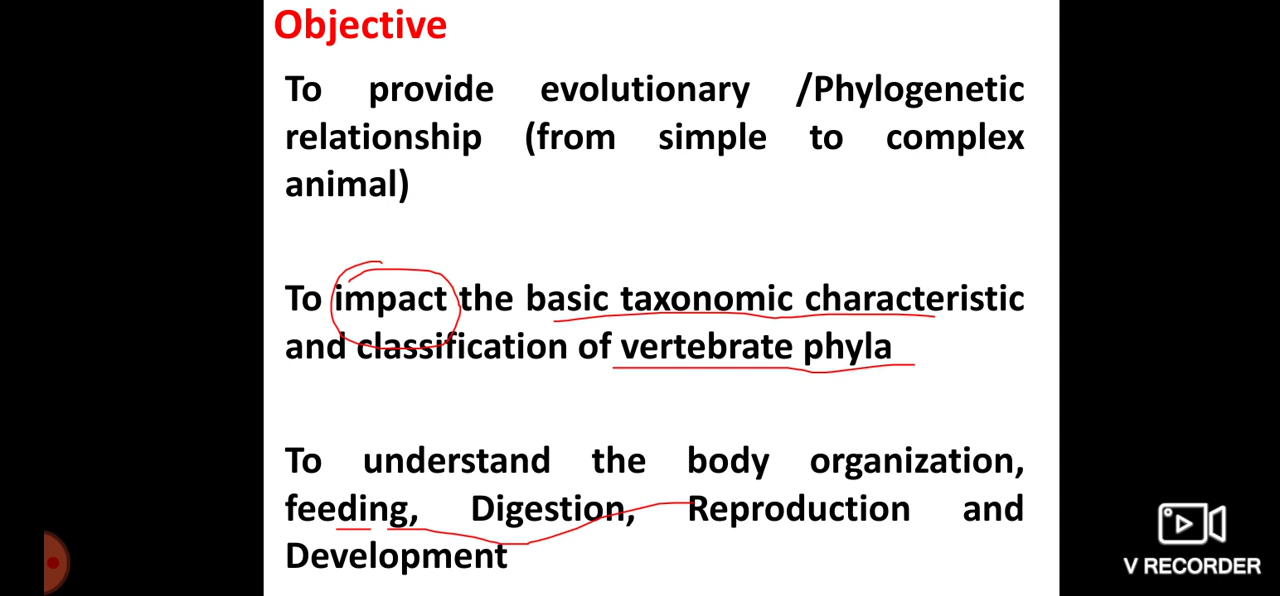 Objective
To provide evolutionary /Phylogenetic
relationship (from simple to complex
animal)
To impact the basic taxonomic characteristic
and classification of vertebrate phyla
To understand the body organization,
feeding, Digestion, Reproduction and
Development
V RECORDER